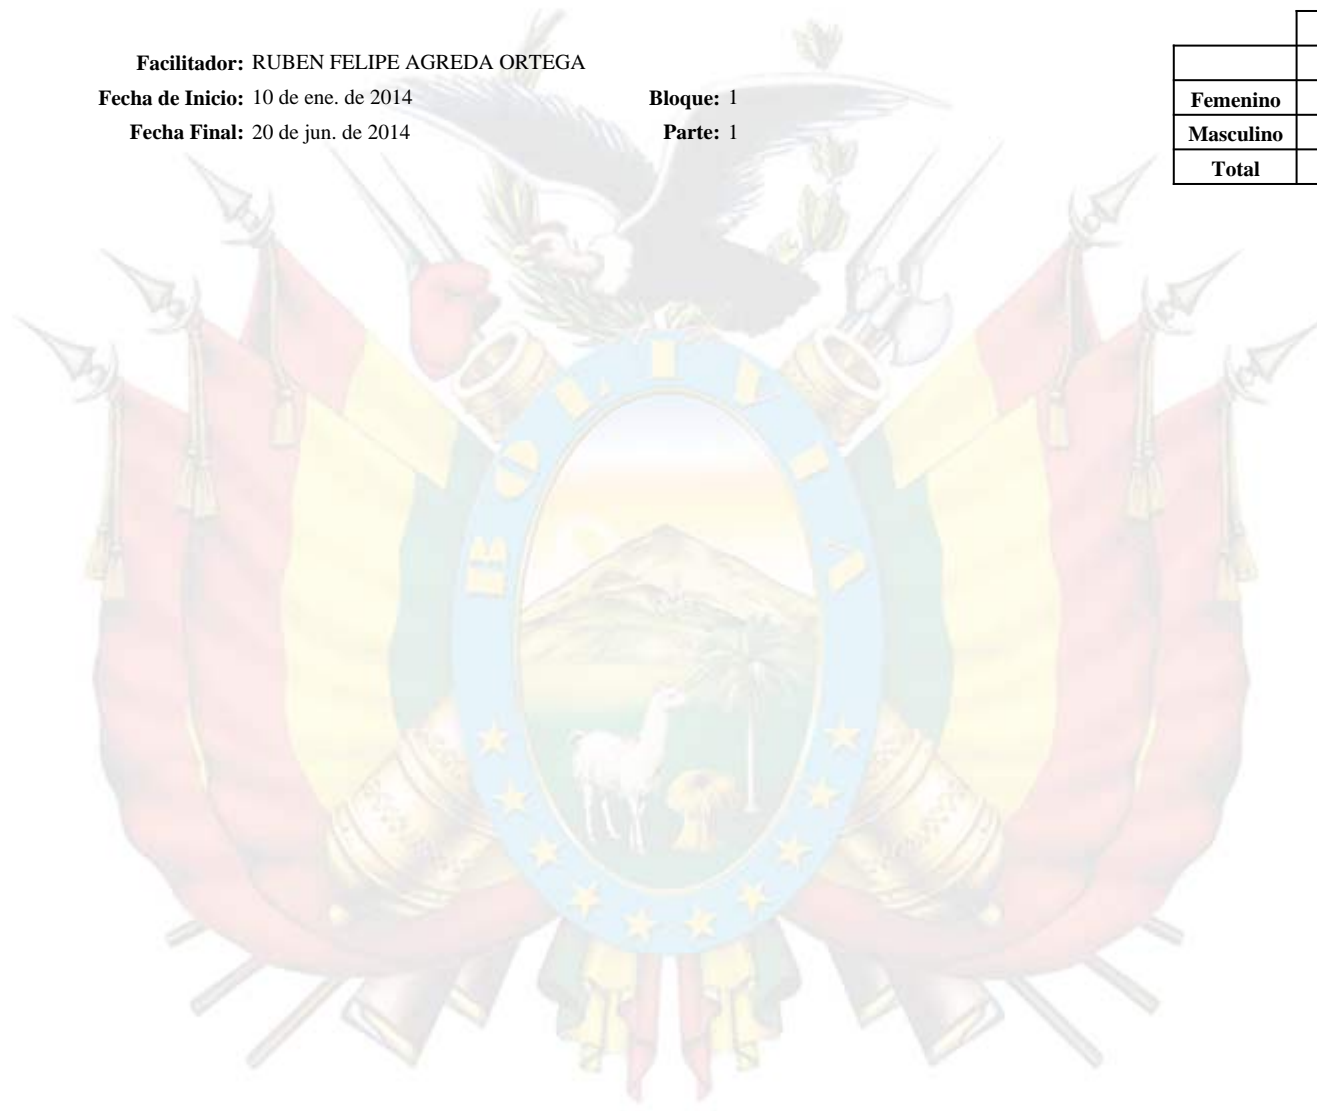 Facilitador: RUBEN FELIPE AGREDA ORTEGA
Fecha de Inicio: 10 de ene. de 2014 Bloque: 1
Fecha Final: 20 de jun. de 2014 Parte: 1
Femenino
Masculino
Total
BOLIVIA